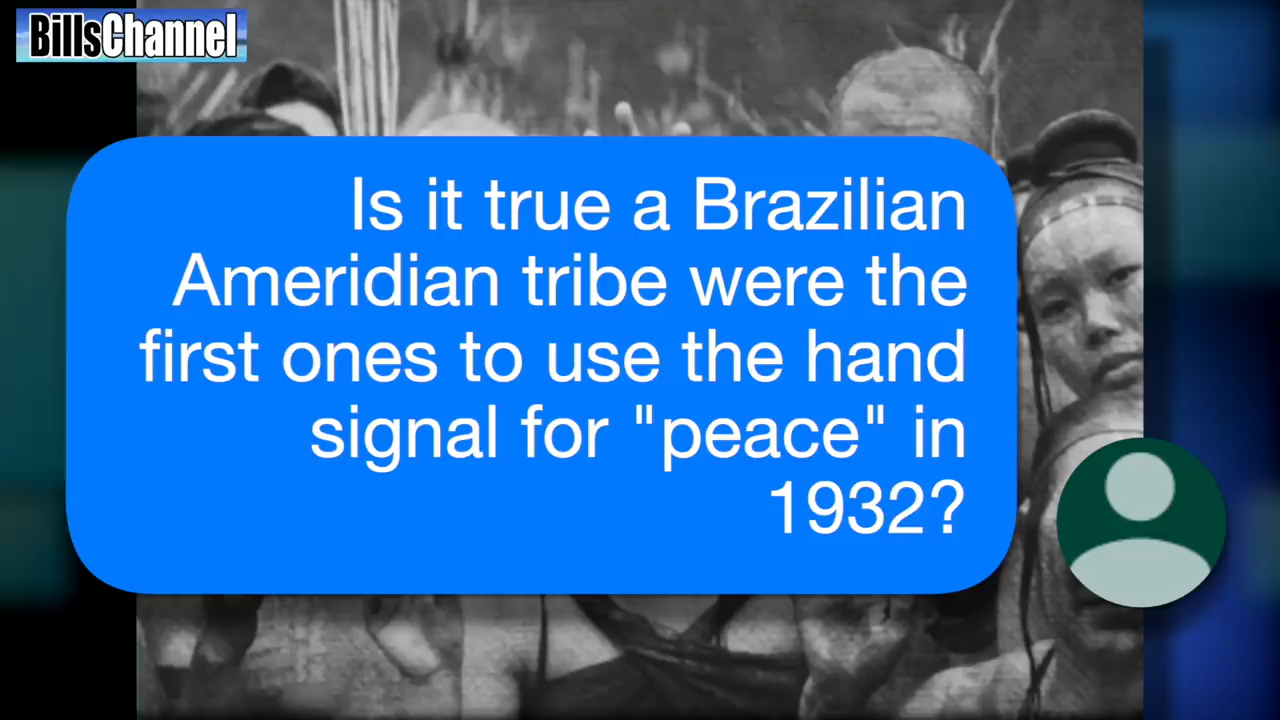 BillsChannel
Is it true a Brazilian
Ameridian tribe were the
first ones to use the hand
signal for "peace" in
1932?